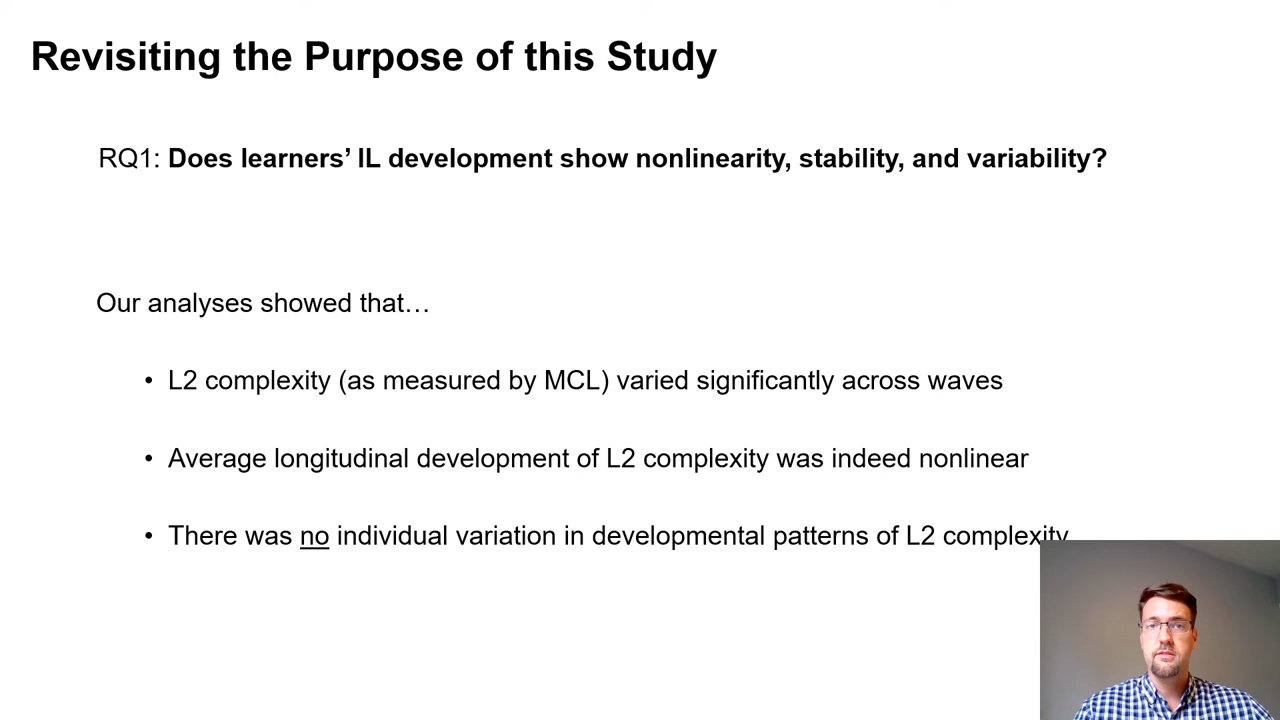 Revisiting the Purpose of this Study
RQ1: Does learners’ IL development show nonlinearity, stability, and variability?
Our analyses showed that…
• L2 complexity (as measured by MCL) varied significantly across waves
• Average longitudinal development of L2 complexity was indeed nonlinear
• There was no individual variation in developmental patterns of L2 complexity